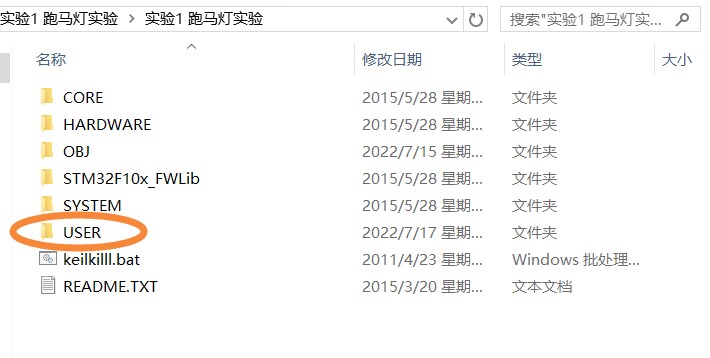 实验1 跑马灯实验 实验1 跑马灯实验 搜索"实验1 跑马灯实...
名称 修改日期 类型 大小
CORE 2015/5/28 星期... 文件夹
HARDWARE 2015/5/28 星期... 文件夹
OBJ 2022/7/15 星期... 文件夹
STM32F10x_FWLib 2015/5/28 星期... 文件夹
SYSTEM 2015/5/28 星期... 文件夹
USER 2022/7/17 星期... 文件夹
keilkilll.bat 2011/4/23 星期... Windows 批处理...
README.TXT 2015/3/20 星期... 文本文档